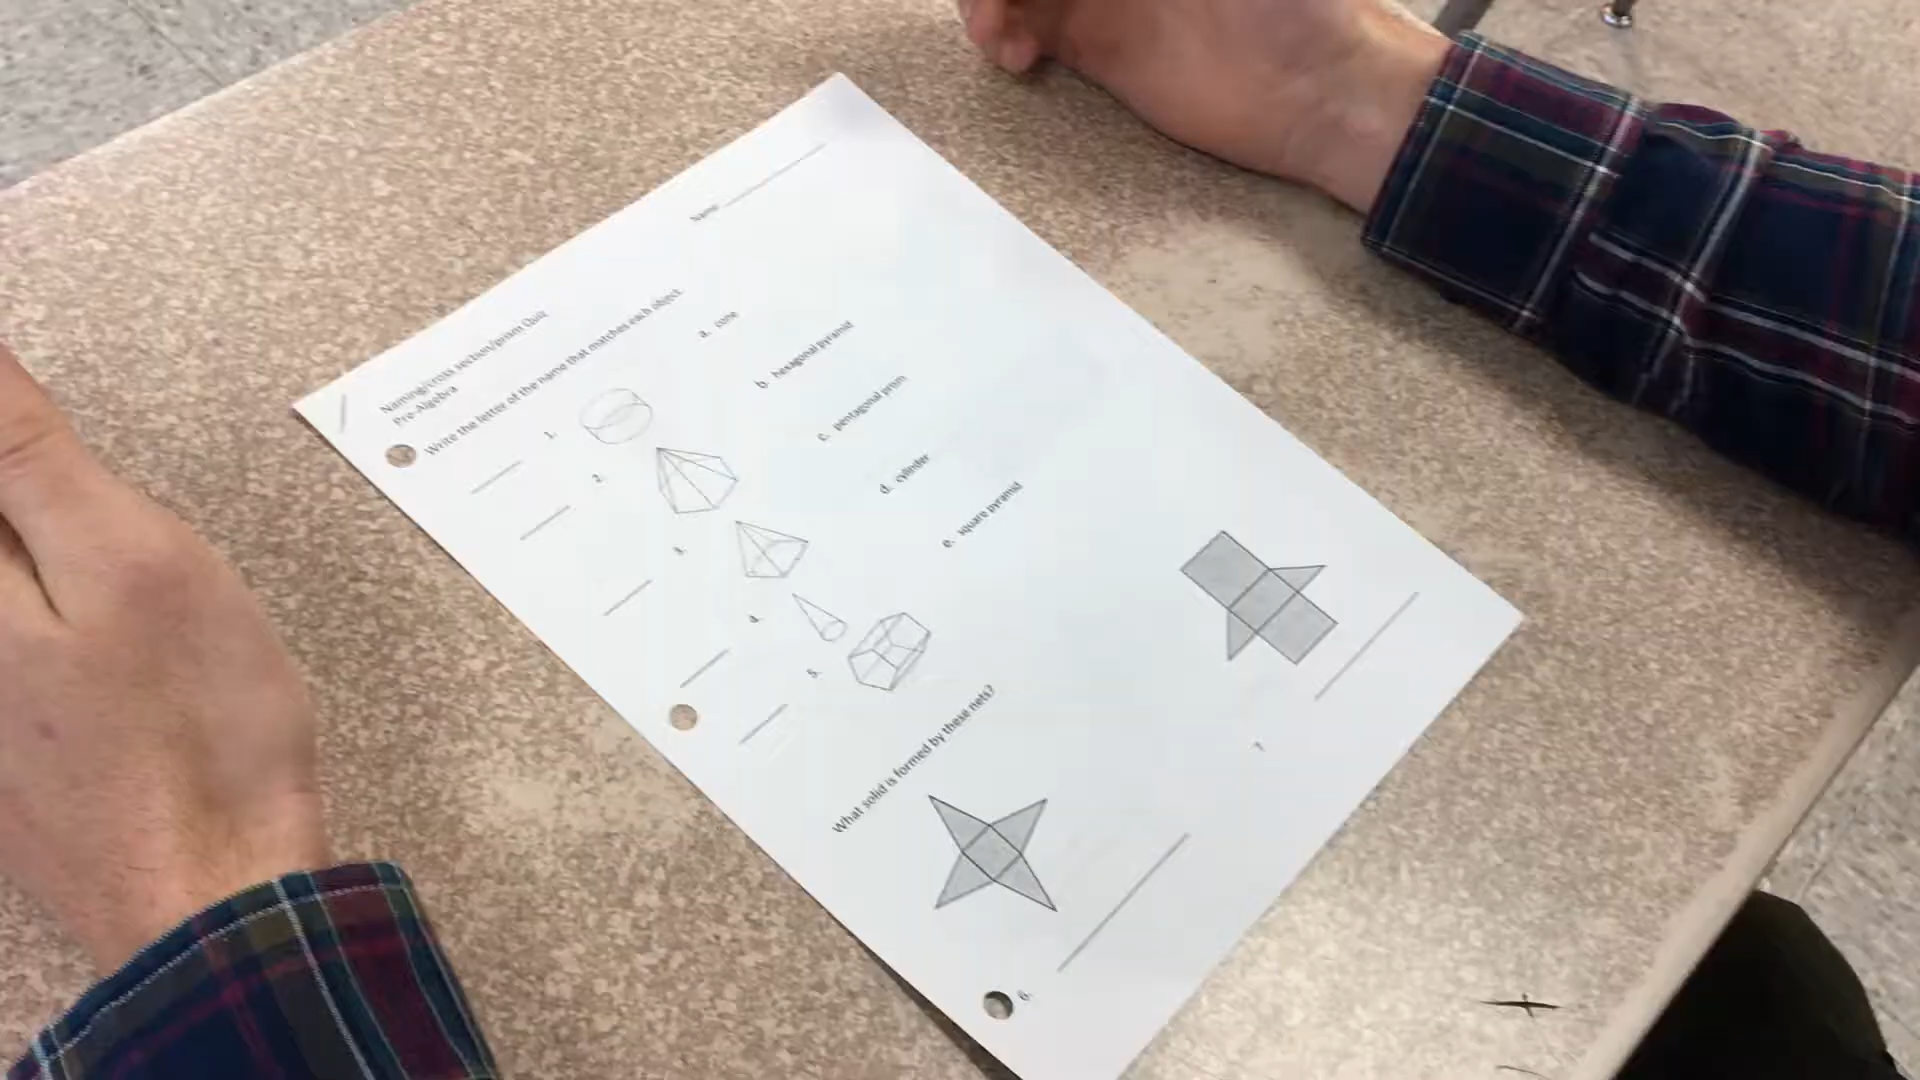 Name
Naming/cross section/prism Quiz
Pre-Algebra
Write the letter of the name that matches each object.
1.
a. cone
2.
b. hexagonal pyramid
3.
c. pentagonal prism
4.
d. cylinder
5.
e. square pyramid
What solid is formed by these nets?
6.
7.